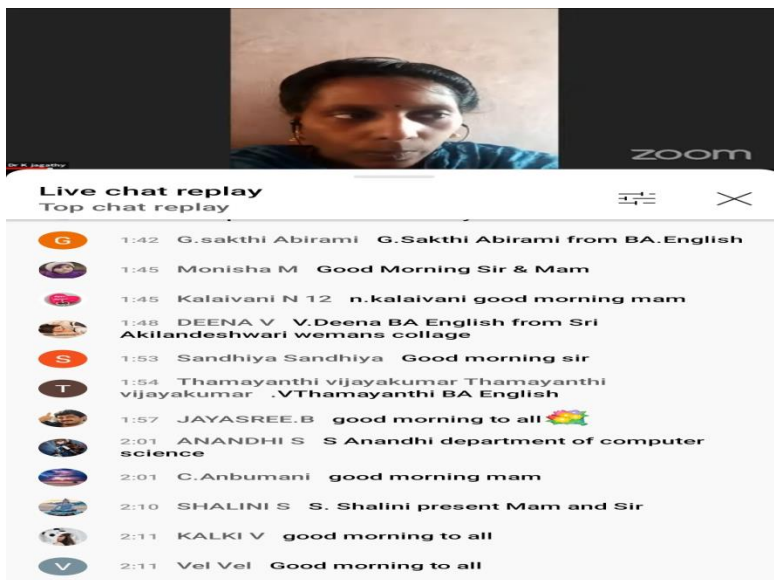 Dr K jagathy
zoom
Live chat replay
Top chat replay
G 1:42 G.sakthi Abirami G.Sakthi Abirami from BA.English
1:45 Monisha M Good Morning Sir & Mam
1:45 Kalaivani N 12 n.kalaivani good morning mam
1:48 DEENA V V.Deena BA English from Sri
Akilandeshwari wemans collage
S 1:53 Sandhiya Sandhiya Good morning sir
T 1:54 Thamayanthi vijayakumar Thamayanthi
vijayakumar .VThamayanthi BA English
1:57 JAYASREE.B good morning to all
2:01 ANANDHI S S Anandhi department of computer
science
2:01 C.Anbumani good morning mam
2:10 SHALINI S S. Shalini present Mam and Sir
2:11 KALKI V good morning to all
V 2:11 Vel Vel Good morning to all